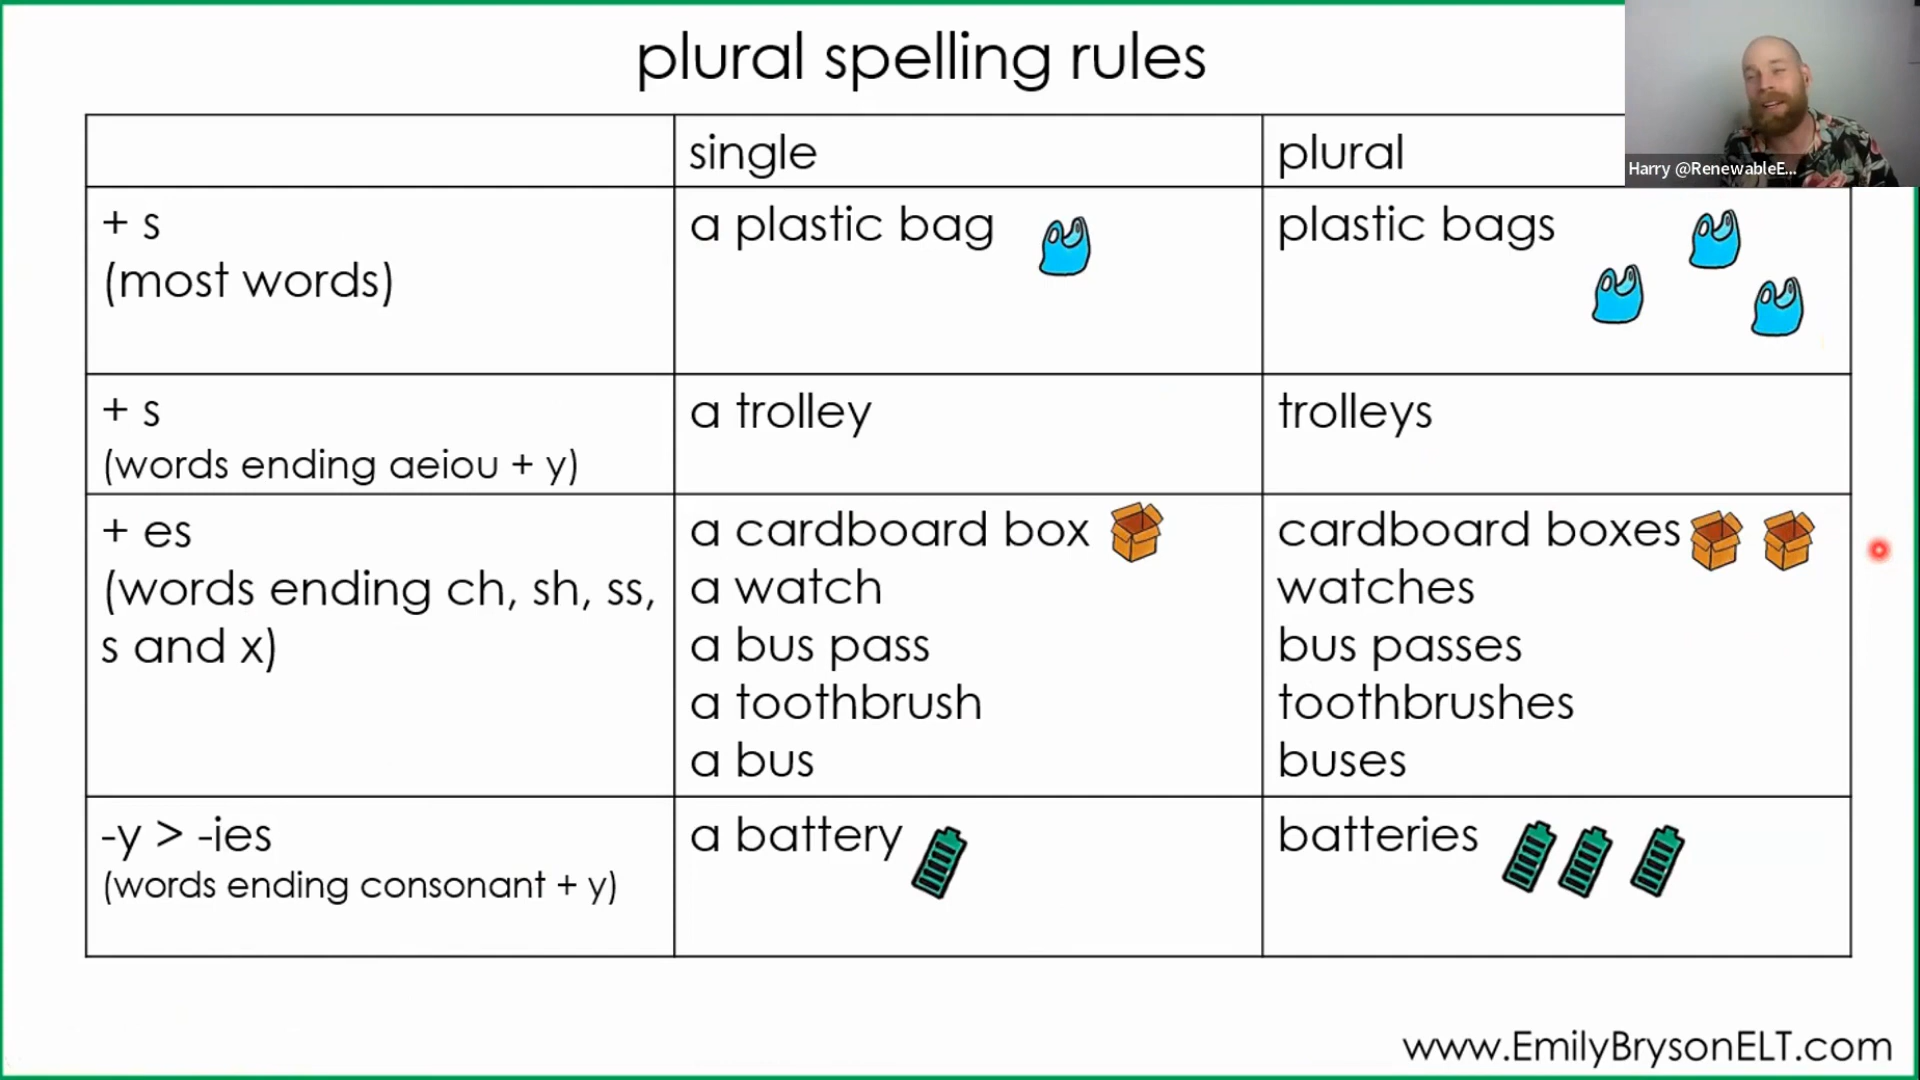 plural spelling rules
single
plural
Harry @RenewableE...
+ s
(most words)
a plastic bag
plastic bags
+ s
(words ending aeiou + y)
a trolley
trolleys
+ es
(words ending ch, sh, ss,
s and x)
a cardboard box
a watch
a bus pass
a toothbrush
a bus
cardboard boxes
watches
bus passes
toothbrushes
buses
-y > -ies
(words ending consonant + y)
a battery
batteries
www.EmilyBrysonELT.com